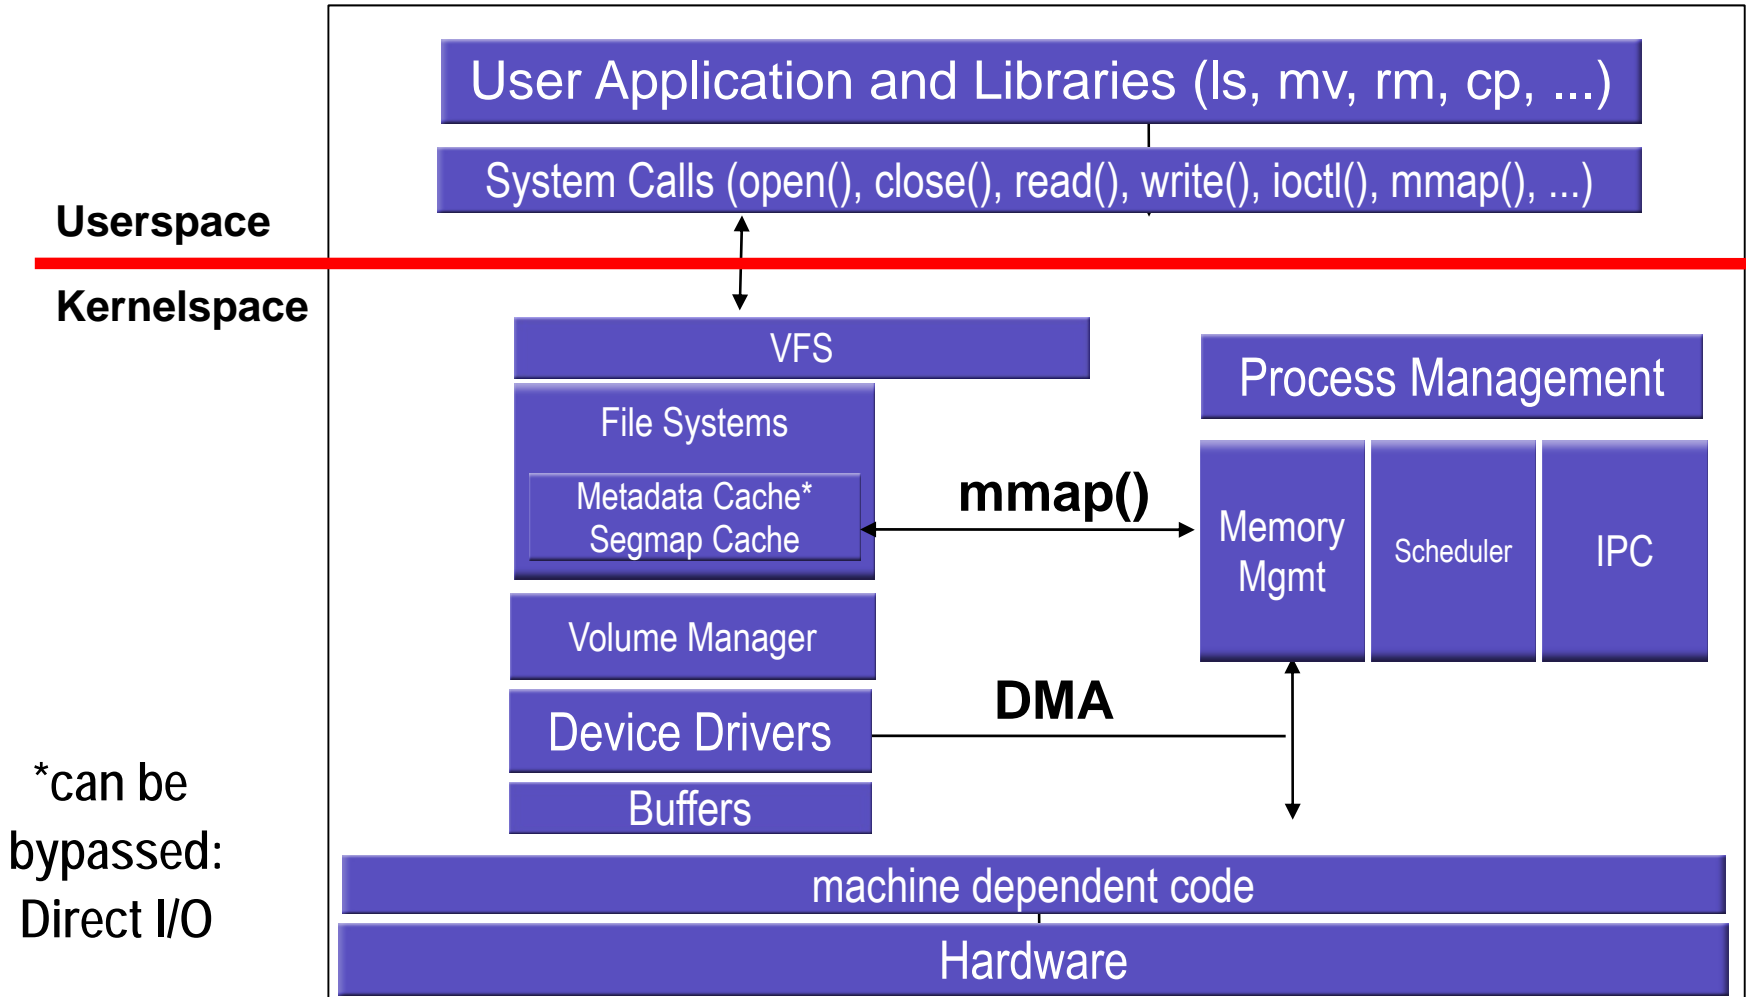 User Application and Libraries (ls, mv, rm, cp, ...)
System Calls (open(), close(), read(), write(), ioctl(), mmap(), ...)
Userspace
Kernelspace
VFS
File Systems
Metadata Cache*
Segmap Cache
mmap()
Process Management
Memory
Mgmt
Scheduler
IPC
Volume Manager
DMA
Device Drivers
Buffers
*can be
bypassed:
Direct I/O
machine dependent code
Hardware